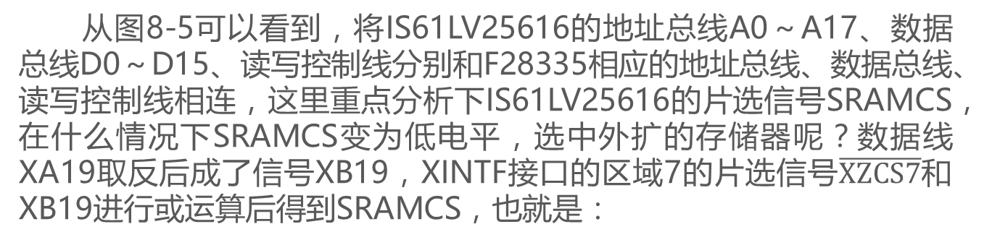 从图8-5可以看到，将IS61LV25616的地址总线A0～A17、数据
总线D0～D15、读写控制线分别和F28335相应的地址总线、数据总线、
读写控制线相连，这里重点分析下IS61LV25616的片选信号SRAMCS，
在什么情况下SRAMCS变为低电平，选中外扩的存储器呢？数据线
XA19取反后成了信号XB19，XINTF接口的区域7的片选信号X̅Z̅C̅S̅7̅和
XB19进行或运算后得到SRAMCS，也就是：